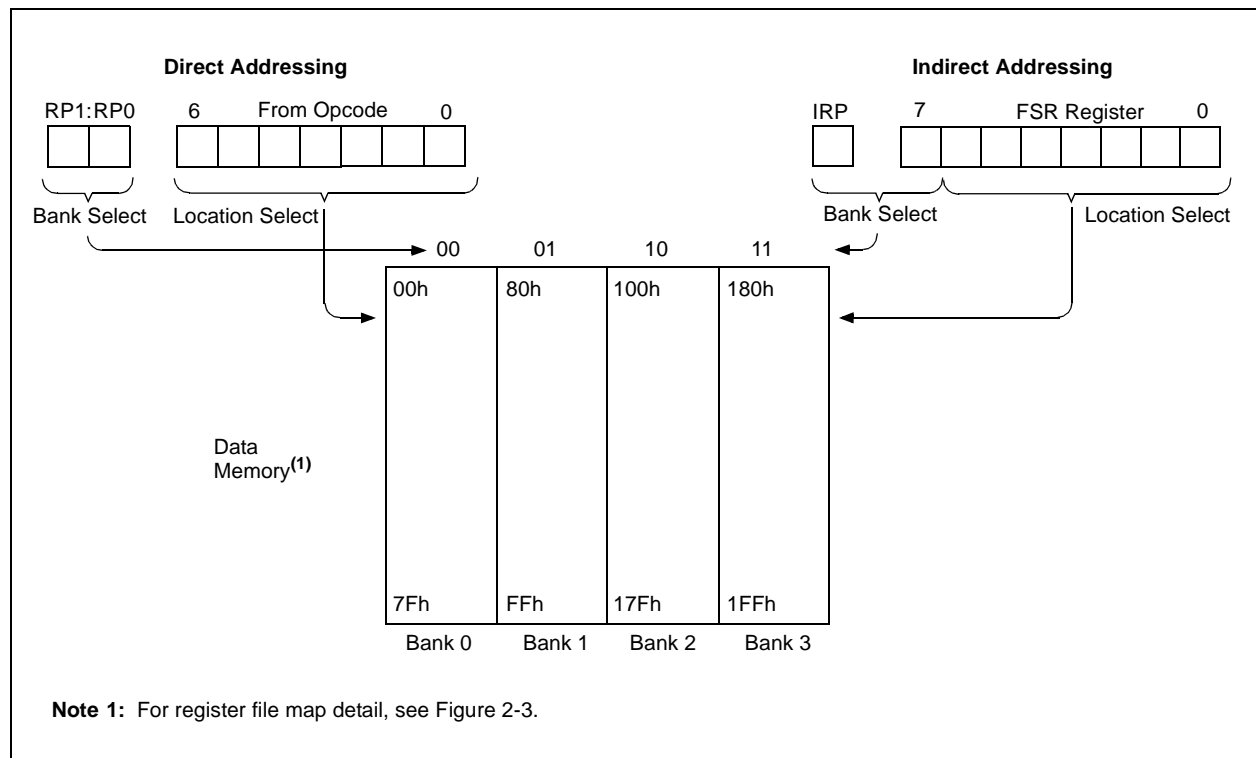 Direct Addressing
Indirect Addressing
RP1:RP0 6 From Opcode 0
IRP 7 FSR Register 0
Bank Select Location Select
Bank Select Location Select
00 01 10 11
00h 80h 100h 180h
Data
Memory(1)
7Fh FFh 17Fh 1FFh
Bank 0 Bank 1 Bank 2 Bank 3
Note 1: For register file map detail, see Figure 2-3.